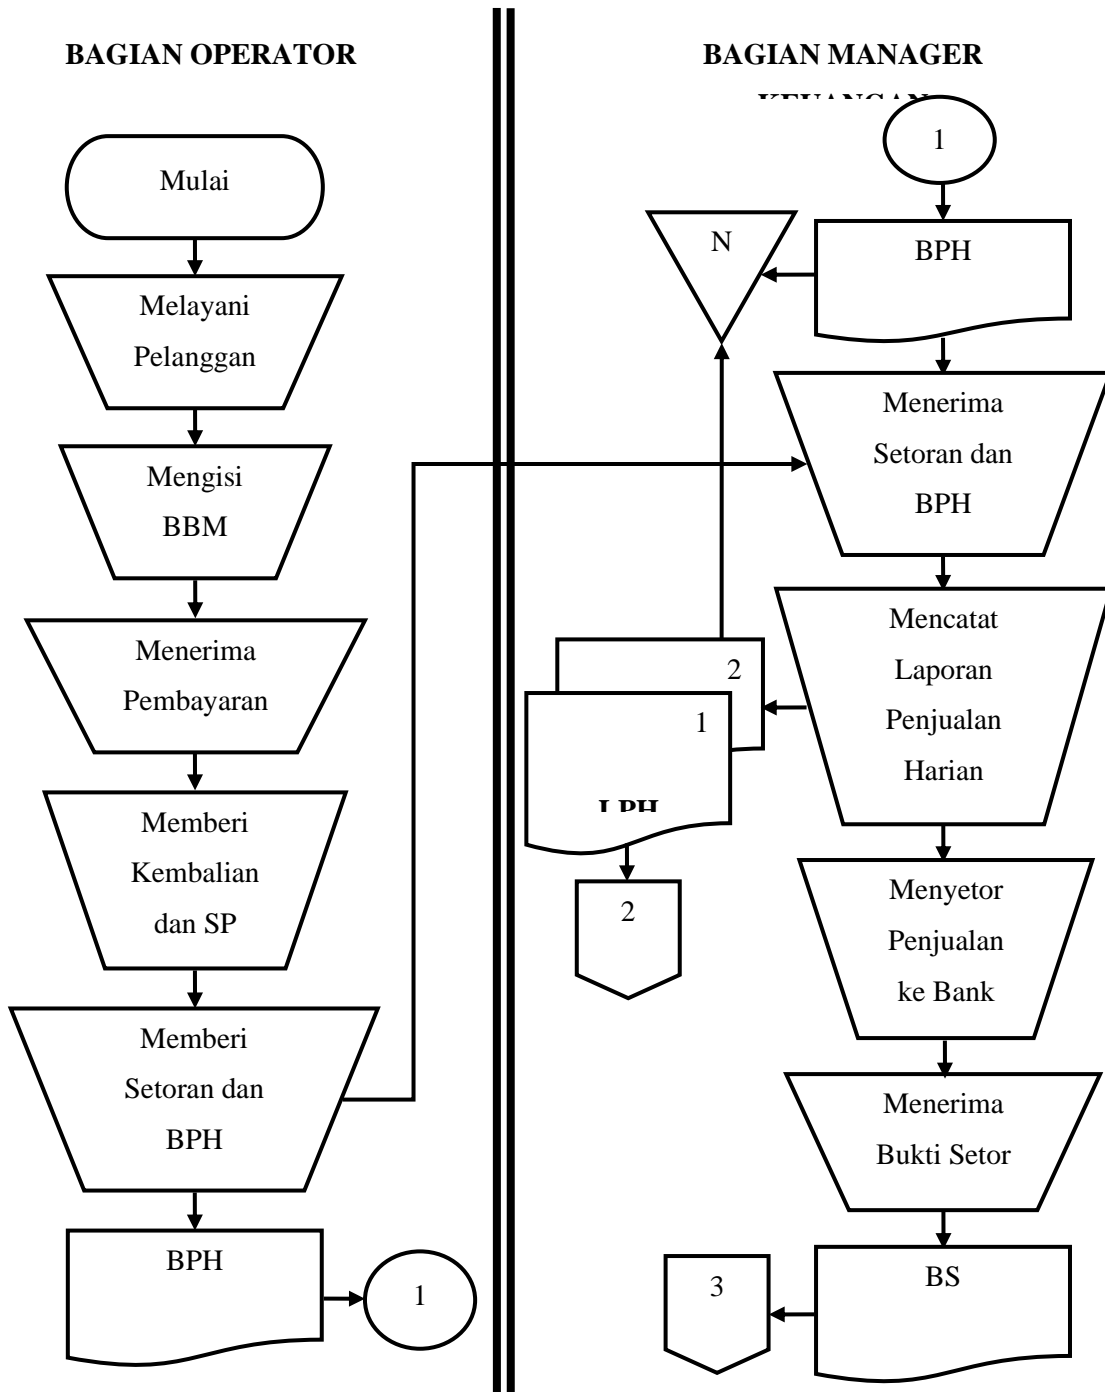 BAGIAN OPERATOR
Mulai
Melayani
Pelanggan
Mengisi
BBM
Menerima
Pembayaran
Memberi
Kembalian
dan SP
Memberi
Setoran dan
BPH
BPH
1
BAGIAN MANAGER
KEUANGAN
1
N
BPH
Menerima
Setoran dan
BPH
Mencatat
Laporan
Penjualan
Harian
2
1
LPH
2
Menyetor
Penjualan
ke Bank
Menerima
Bukti Setor
BS
3